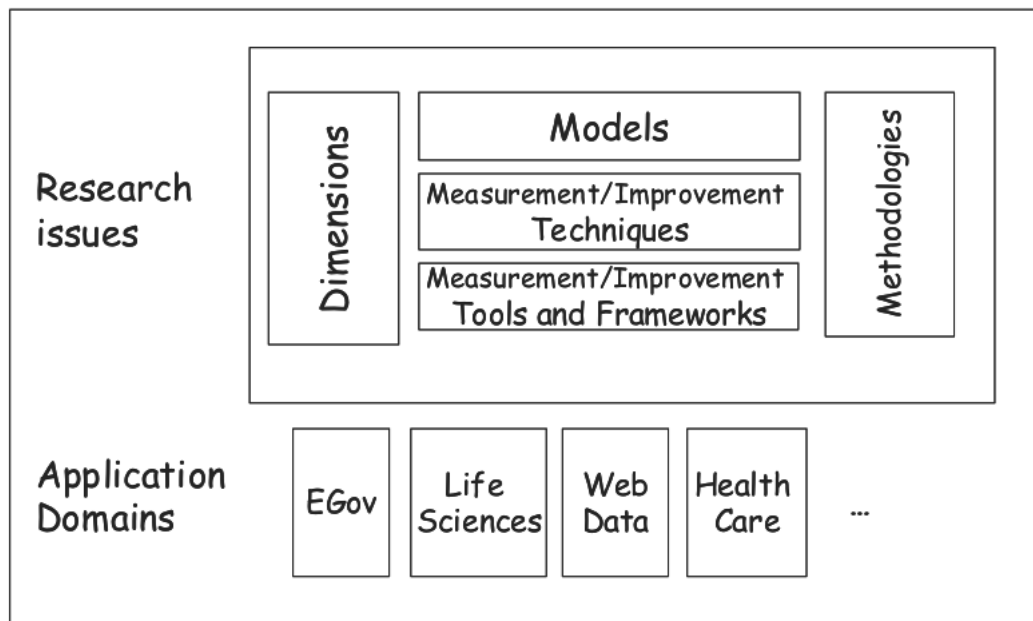 Research
issues
Dimensions
Models
Measurement/Improvement
Techniques
Measurement/Improvement
Tools and Frameworks
Methodologies
Application
Domains
EGov
Life
Sciences
Web
Data
Health
Care
...